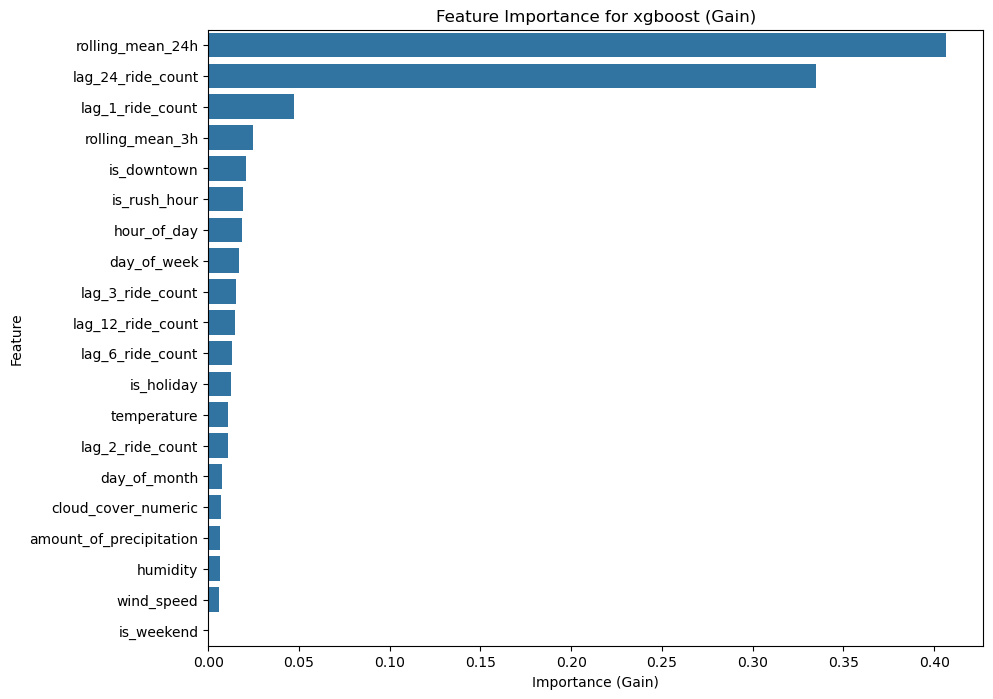 Feature Importance for xgboost (Gain)
Feature
rolling_mean_24h
lag_24_ride_count
lag_1_ride_count
rolling_mean_3h
is_downtown
is_rush_hour
hour_of_day
day_of_week
lag_3_ride_count
lag_12_ride_count
lag_6_ride_count
is_holiday
temperature
lag_2_ride_count
day_of_month
cloud_cover_numeric
amount_of_precipitation
humidity
wind_speed
is_weekend
0.00 0.05 0.10 0.15 0.20 0.25 0.30 0.35 0.40
Importance (Gain)